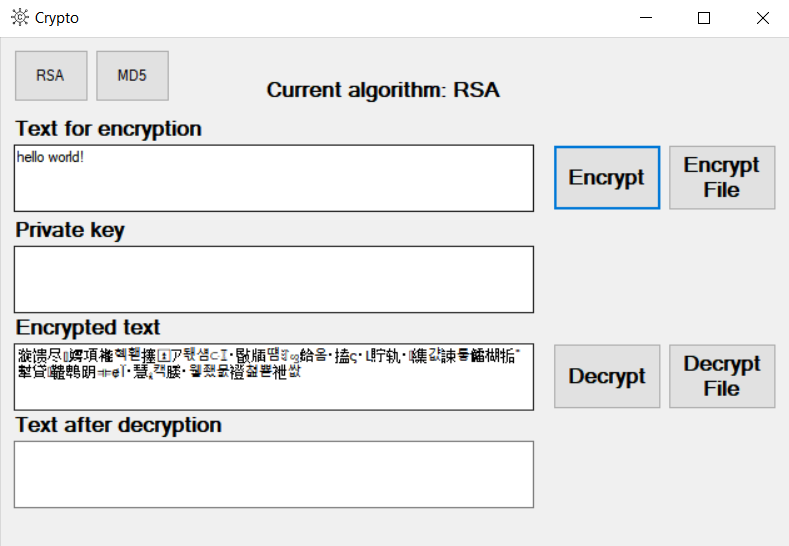 Crypto
RSA
MD5
Current algorithm: RSA
Text for encryption
hello world!
Encrypt
Encrypt
File
Private key
Encrypted text
Decrypt
Decrypt
File
Text after decryption